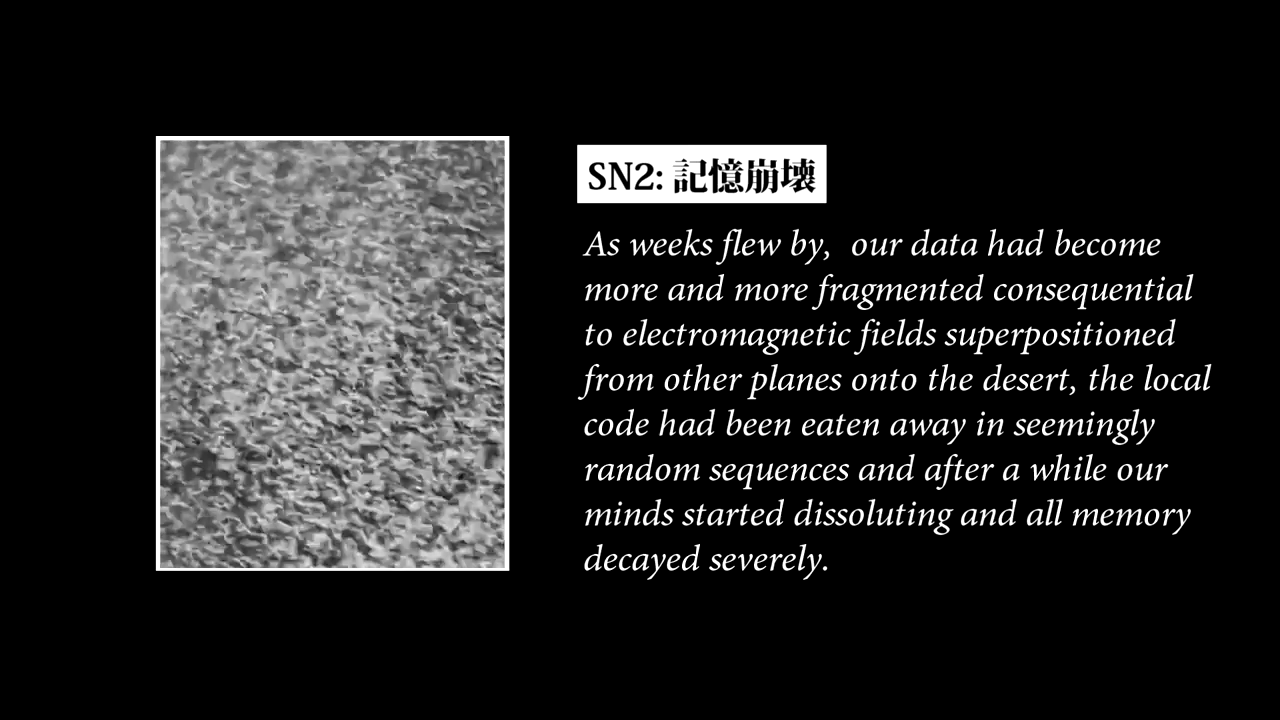 SN2: 記憶崩壊
As weeks flew by,  our data had become
more and more fragmented consequential
to electromagnetic fields superpositioned
from other planes onto the desert, the local
code had been eaten away in seemingly
random sequences and after a while our
minds started dissoluting and all memory
decayed severely.